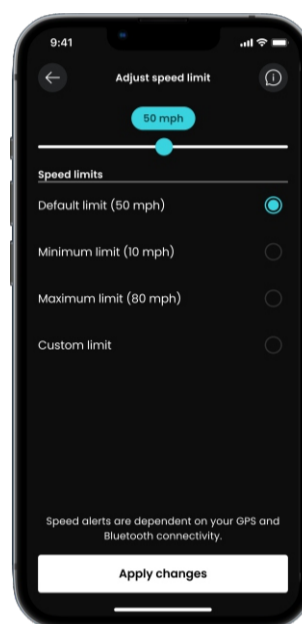 9:41
Adjust speed limit
50 mph
Speed limits
Default limit (50 mph)
Minimum limit (10 mph)
Maximum limit (80 mph)
Custom limit
Speed alerts are dependent on your GPS and
Bluetooth connectivity.
Apply changes